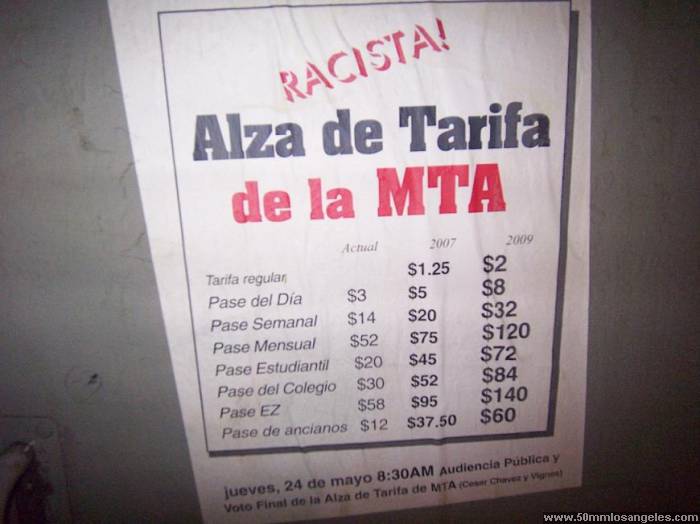 RACISTA!
Alza de Tarifa
de la MTA
Actual 2007 2009
Tarifa regular, $1.25 $2
Pase del Día $3 $5 $8
Pase Semanal $14 $20 $32
Pase Mensual $52 $75 $120
Pase Estudiantil $20 $45 $72
Pase del Colegio $30 $52 $84
Pase EZ $58 $95 $140
Pase de ancianos $12 $37.50 $60
jueves, 24 de mayo 8:30AM Audiencia Pública y
Voto Final de la Alza de Tarifa de MTA (Cesar Chavez y Vignes)
www.50mmlosangeles.com